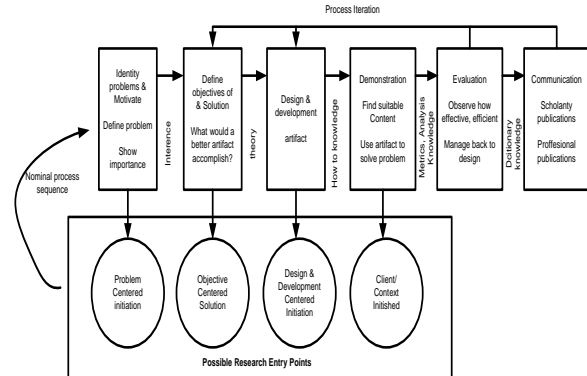 Process Iteration
Identity
problems &
Motivate
Define problem
Show
importance
Interence
Define
objectives of
& Solution
What would a
better artifact
accomplish?
theory
Design &
development
artifact
How to knowledge
Demonstration
Find suitable
Content
Use artifact to
solve problem
Metrics, Analysis
Knowledge
Evaluation
Observe how
effective, efficient
Manage back to
design
Dcitionary
knowledge
Communication
Scholanty
publications
Proffesional
publications
Nominal process
sequence
Problem
Centered
initiation
Objective
Centered
Solution
Design &
Development
Centered
Initiation
Client/
Context
Initished
Possible Research Entry Points